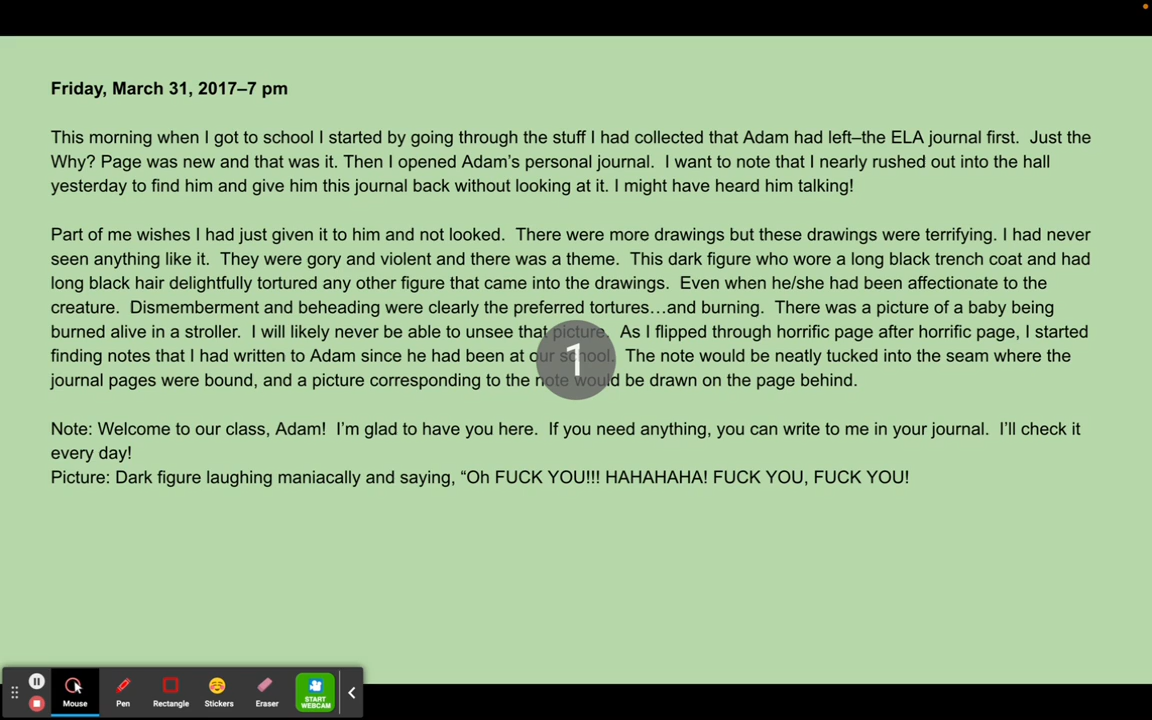 Friday, March 31, 2017–7 pm
This morning when I got to school I started by going through the stuff I had collected that Adam had left–the ELA journal first.  Just the
Why? Page was new and that was it. Then I opened Adam’s personal journal.  I want to note that I nearly rushed out into the hall
yesterday to find him and give him this journal back without looking at it. I might have heard him talking!
Part of me wishes I had just given it to him and not looked.  There were more drawings but these drawings were terrifying. I had never
seen anything like it.  They were gory and violent and there was a theme.  This dark figure who wore a long black trench coat and had
long black hair delightfully tortured any other figure that came into the drawings.  Even when he/she had been affectionate to the
creature.  Dismemberment and beheading were clearly the preferred tortures…and burning.  There was a picture of a baby being
burned alive in a stroller.  I will likely never be able to unsee that picture.  As I flipped through horrific page after horrific page, I started
finding notes that I had written to Adam since he had been at our school.  The note would be neatly tucked into the seam where the
journal pages were bound, and a picture corresponding to the note would be drawn on the page behind.
1
Note: Welcome to our class, Adam!  I’m glad to have you here.  If you need anything, you can write to me in your journal.  I’ll check it
every day!
Picture: Dark figure laughing maniacally and saying, “Oh FUCK YOU!!! HAHAHAHA! FUCK YOU, FUCK YOU!
Mouse Pen Rectangle Stickers Eraser START WEBCAM